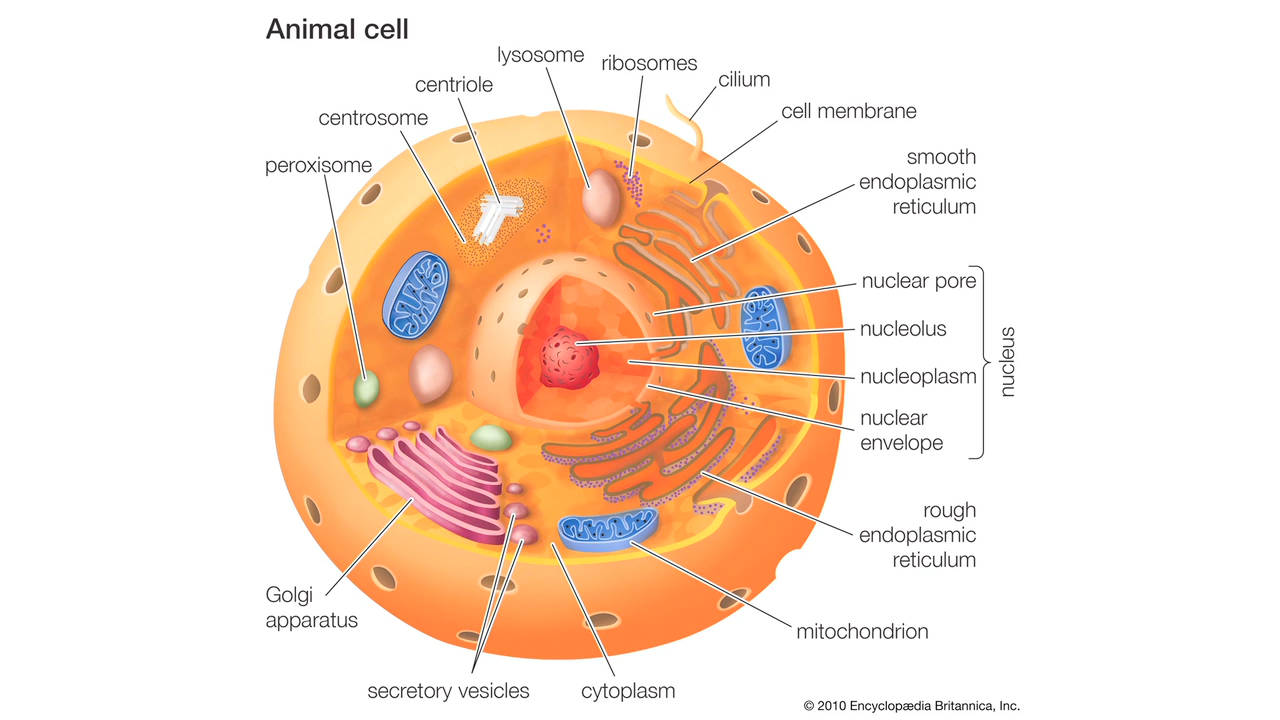 Animal cell
lysosome
ribosomes
centriole
cilium
centrosome
cell membrane
peroxisome
smooth
endoplasmic
reticulum
nuclear pore
nucleolus
nucleoplasm
nuclear
envelope
nucleus
rough
endoplasmic
reticulum
Golgi
apparatus
mitochondrion
secretory vesicles
cytoplasm
© 2010 Encyclopædia Britannica, Inc.